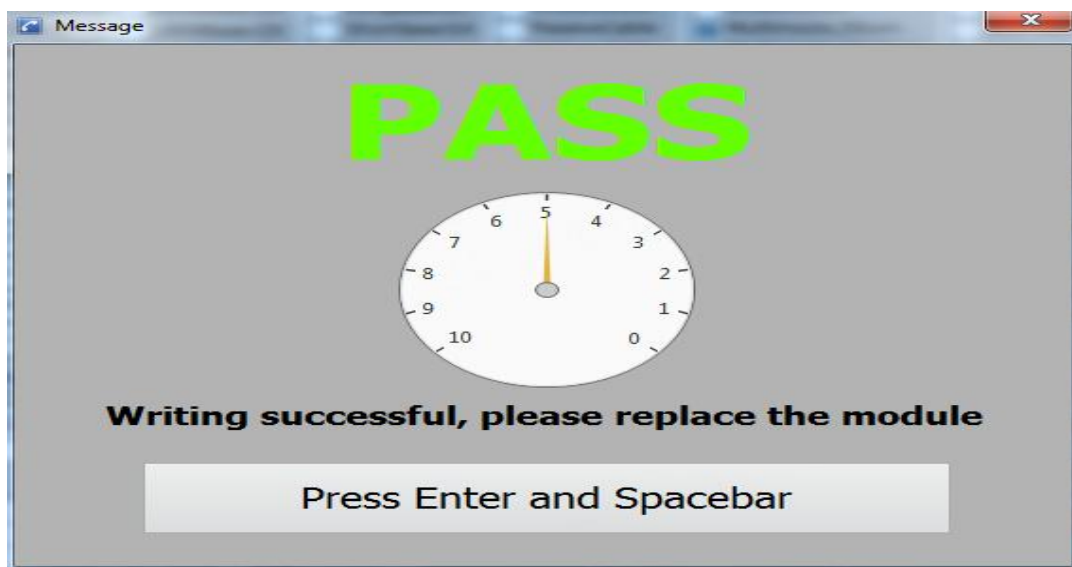 Message
PASS
5
6 4
7 3
8 2
9 1
10 0
Writing successful, please replace the module
Press Enter and Spacebar